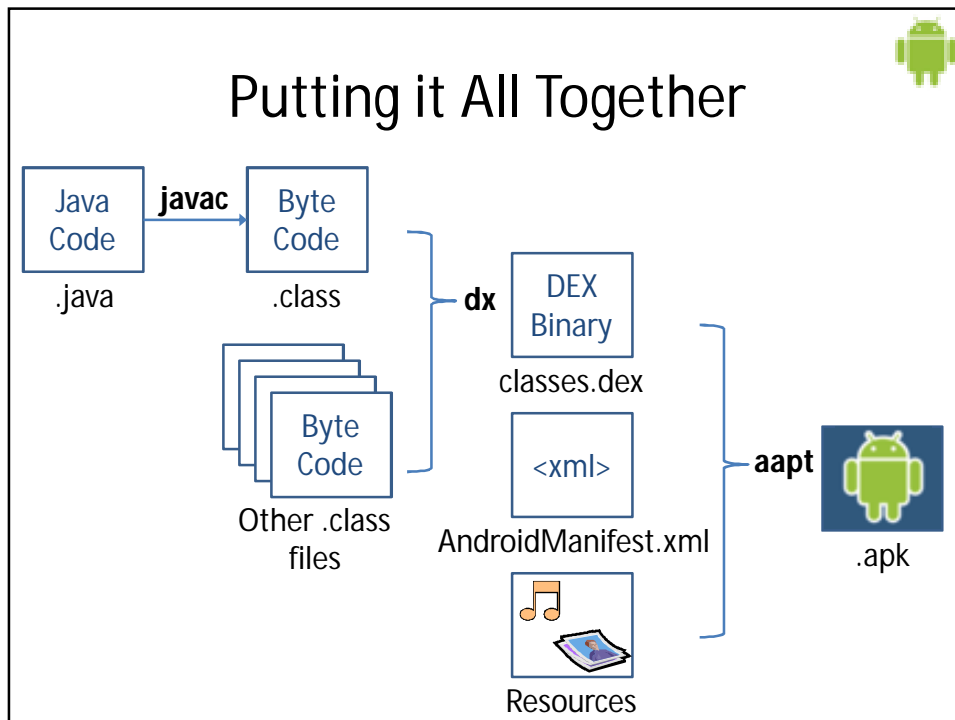 Putting it All Together
Java
Code
.java
javac
Byte
Code
.class
Byte
Code
Other .class
files
dx
DEX
Binary
classes.dex
<xml>
AndroidManifest.xml
Resources
aapt
.apk